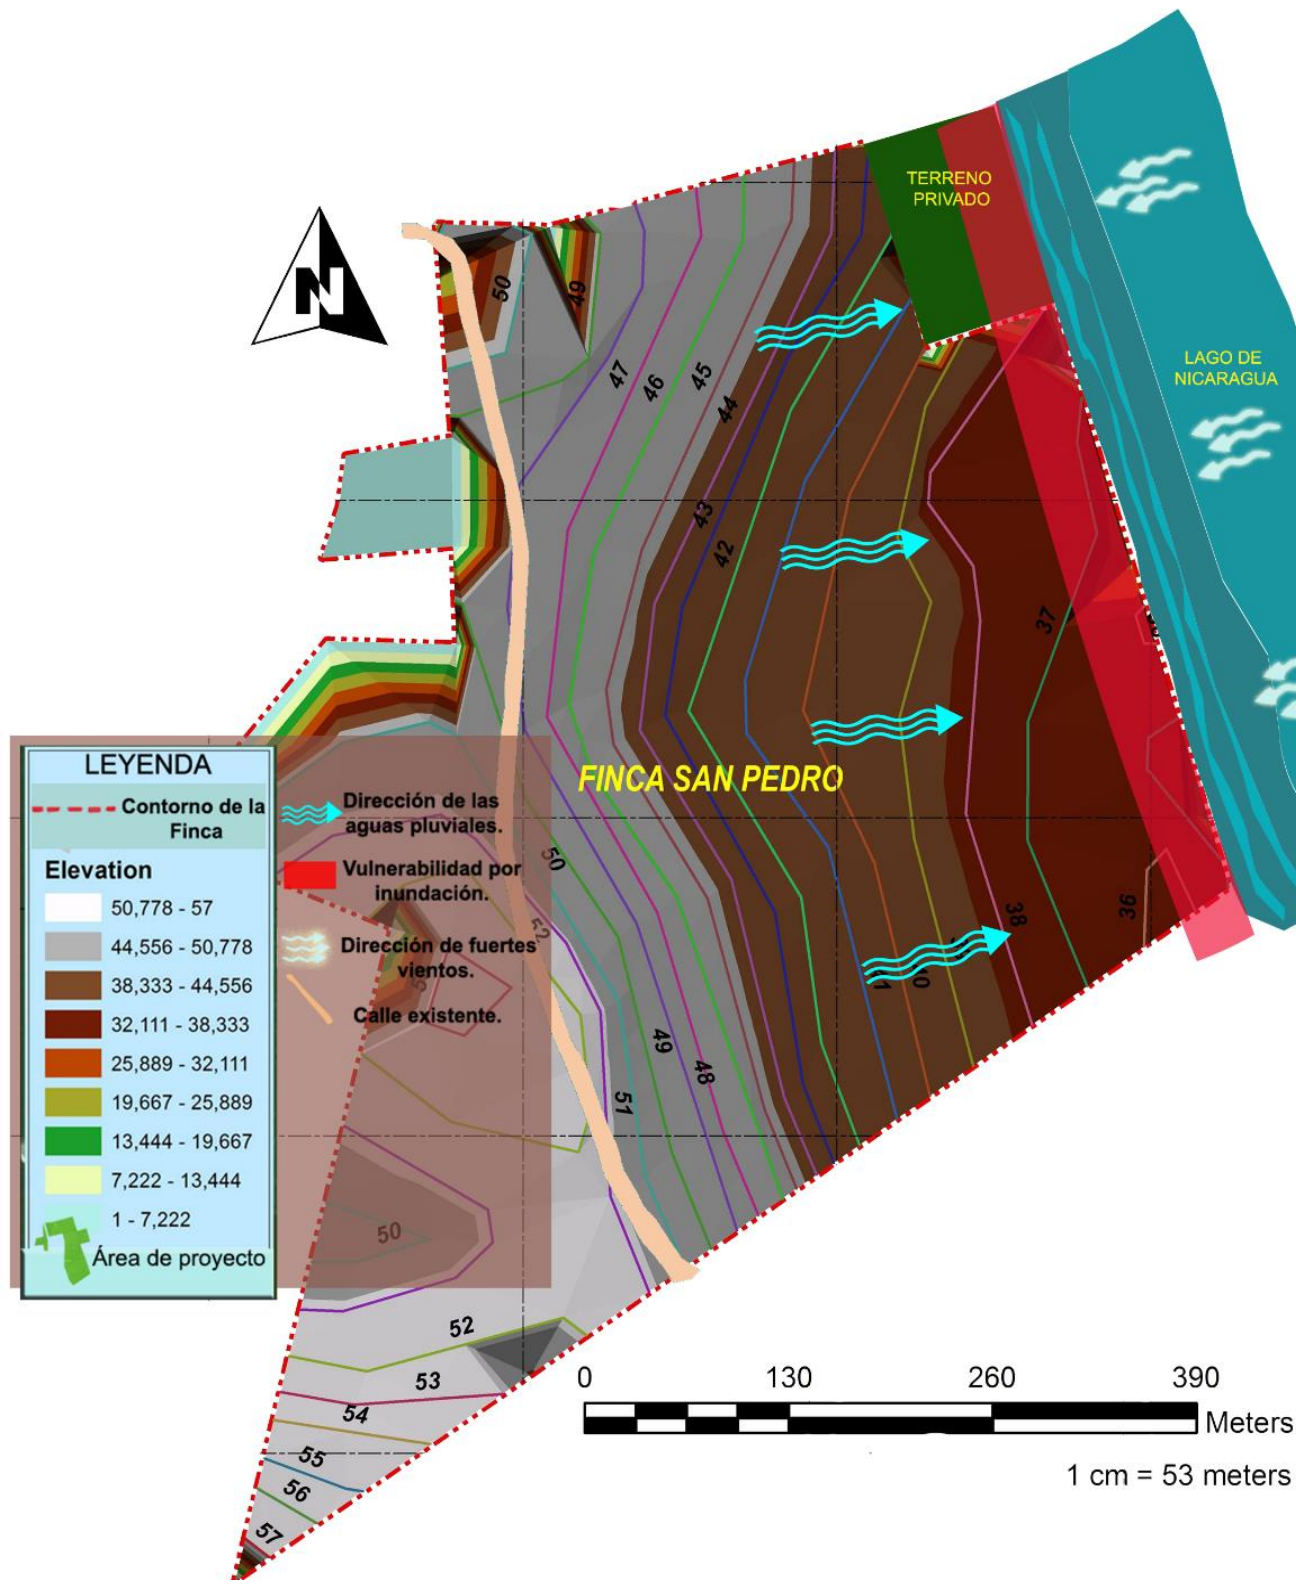 TERRENO
PRIVADO
N
LAGO DE
NICARAGUA
50
49
47
46
45
44
43
42
37
FINCA SAN PEDRO
LEYENDA
Contorno de la
Finca
Elevation
50,778 - 57
44,556 - 50,778
38,333 - 44,556
32,111 - 38,333
25,889 - 32,111
19,667 - 25,889
13,444 - 19,667
7,222 - 13,444
1 - 7,222
Área de proyecto
Dirección de las
aguas pluviales.
Vulnerabilidad por
inundación.
Dirección de fuertes
vientos.
Calle existente.
50
52
38
36
49
48
51
50
52
53
54
55
56
57
0 130 260 390
Meters
1 cm = 53 meters